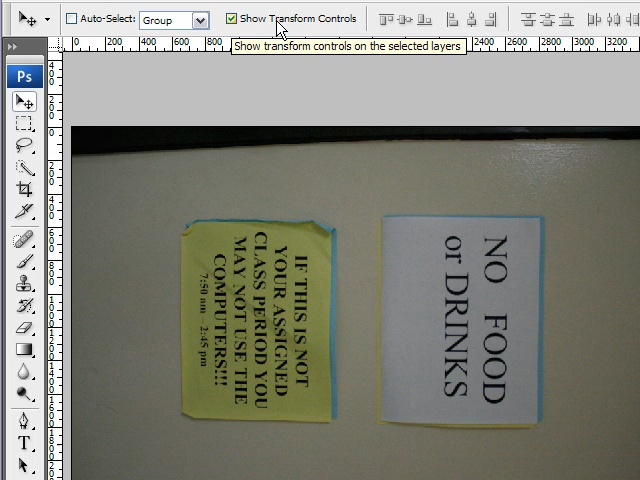 Auto-Select: Group Show Transform Controls
Show transform controls on the selected layers
0 200 400 600 800 2400 2600 2800 3000 3200
Ps
T
IF THIS IS NOT
YOUR ASSIGNED
CLASS PERIOD YOU
MAY NOT USE THE
COMPUTERS!!!
7:50 am – 2:45 pm
NO FOOD
or DRINKS